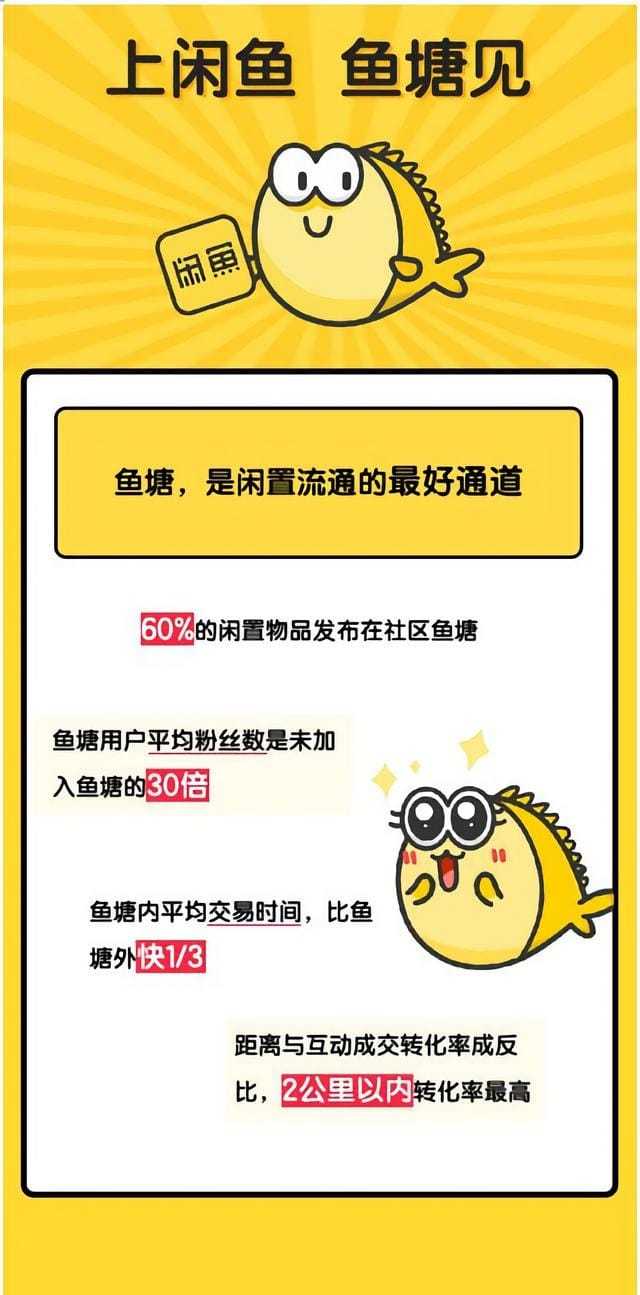 上闲鱼 鱼塘见
闲鱼
鱼塘，是闲置流通的最好通道
60%的闲置物品发布在社区鱼塘
鱼塘用户平均粉丝数是未加
入鱼塘的30倍
鱼塘内平均交易时间，比鱼
塘外快1/3
距离与互动成交转化率成反
比，2公里以内转化率最高